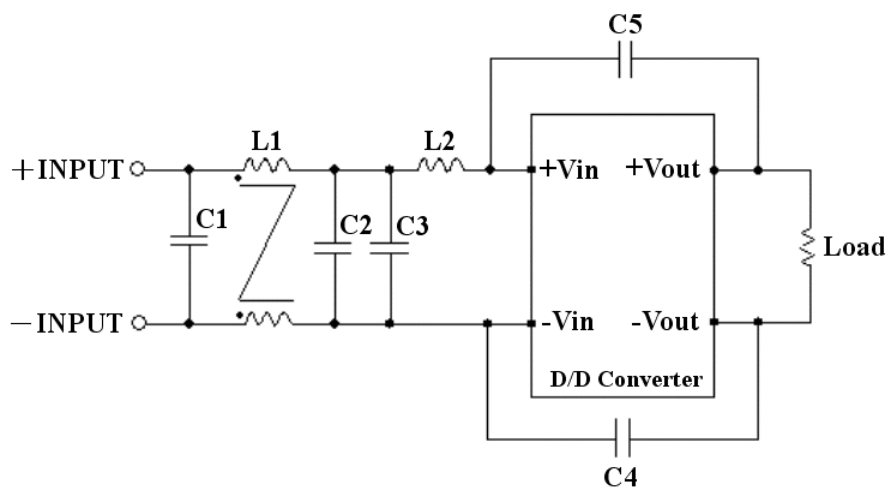 C5
L1
L2
+INPUT
+Vin
+Vout
C1
C2
C3
Load
−INPUT
-Vin
-Vout
D/D Converter
C4